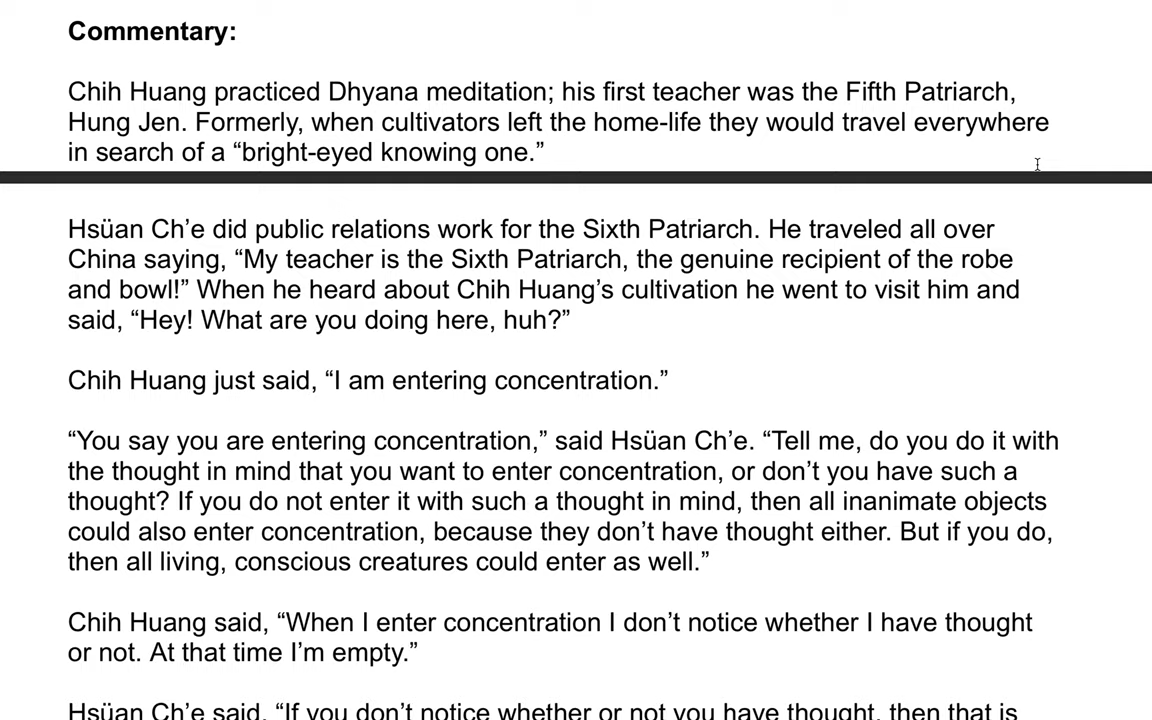 Commentary:
Chih Huang practiced Dhyana meditation; his first teacher was the Fifth Patriarch,
Hung Jen. Formerly, when cultivators left the home-life they would travel everywhere
in search of a “bright-eyed knowing one.”
Hsüan Ch’e did public relations work for the Sixth Patriarch. He traveled all over
China saying, “My teacher is the Sixth Patriarch, the genuine recipient of the robe
and bowl!” When he heard about Chih Huang’s cultivation he went to visit him and
said, “Hey! What are you doing here, huh?”
Chih Huang just said, “I am entering concentration.”
“You say you are entering concentration,” said Hsüan Ch’e. “Tell me, do you do it with
the thought in mind that you want to enter concentration, or don’t you have such a
thought? If you do not enter it with such a thought in mind, then all inanimate objects
could also enter concentration, because they don’t have thought either. But if you do,
then all living, conscious creatures could enter as well.”
Chih Huang said, “When I enter concentration I don’t notice whether I have thought
or not. At that time I’m empty.”
Hsüan Ch’e said, “If you don’t notice whether or not you have thought, then that is